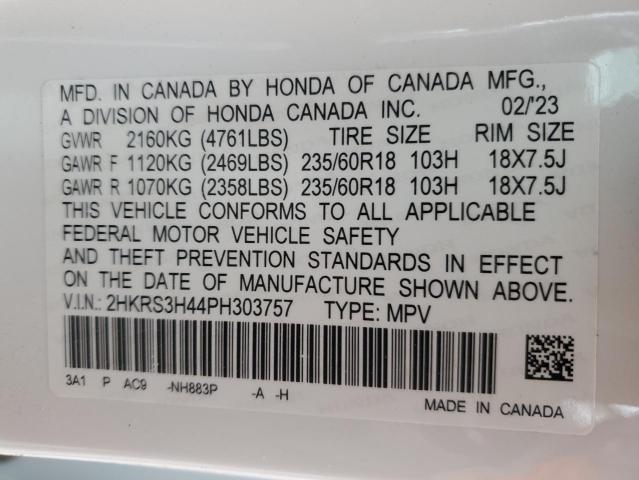 MFD. IN CANADA BY HONDA OF CANADA MFG.,
A DIVISION OF HONDA CANADA INC. 02/'23
GVWR 2160KG (4761LBS) TIRE SIZE RIM SIZE
GAWR F 1120KG (2469LBS) 235/60R18 103H 18X7.5J
GAWR R 1070KG (2358LBS) 235/60R18 103H 18X7.5J
THIS VEHICLE CONFORMS TO ALL APPLICABLE
FEDERAL MOTOR VEHICLE SAFETY
AND THEFT PREVENTION STANDARDS IN EFFECT
ON THE DATE OF MANUFACTURE SHOWN ABOVE.
V.I.N.: 2HKRS3H44PH303757 TYPE: MPV
3A1 P AC9 -NH883P -A -H
MADE IN CANADA